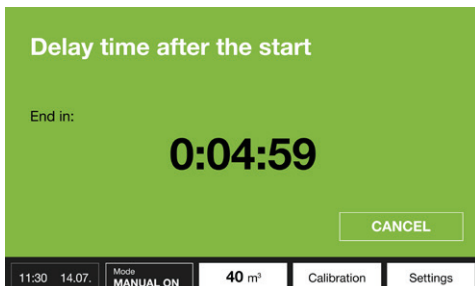 Delay time after the start
End in:
0:04:59
CANCEL
11:30 14.07. Mode MANUAL ON 40 m³ Calibration Settings